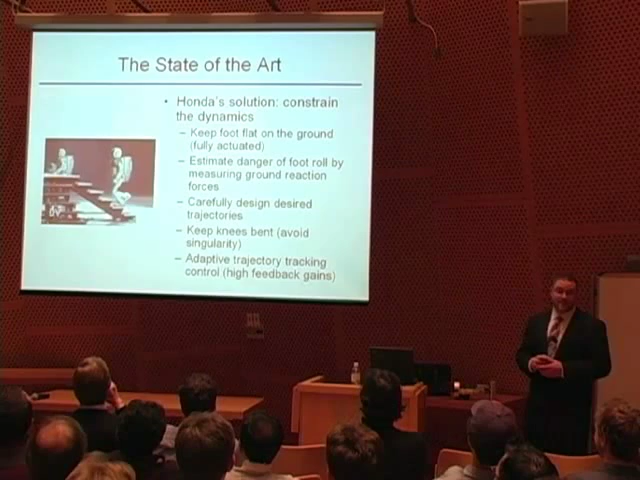 The State of the Art
• Honda's solution: constrain
the dynamics
– Keep foot flat on the ground
(fully actuated)
– Estimate danger of foot roll by
measuring ground reaction
forces
– Carefully design desired
trajectories
– Keep knees bent (avoid
singularity)
– Adaptive trajectory tracking
control (high feedback gains)